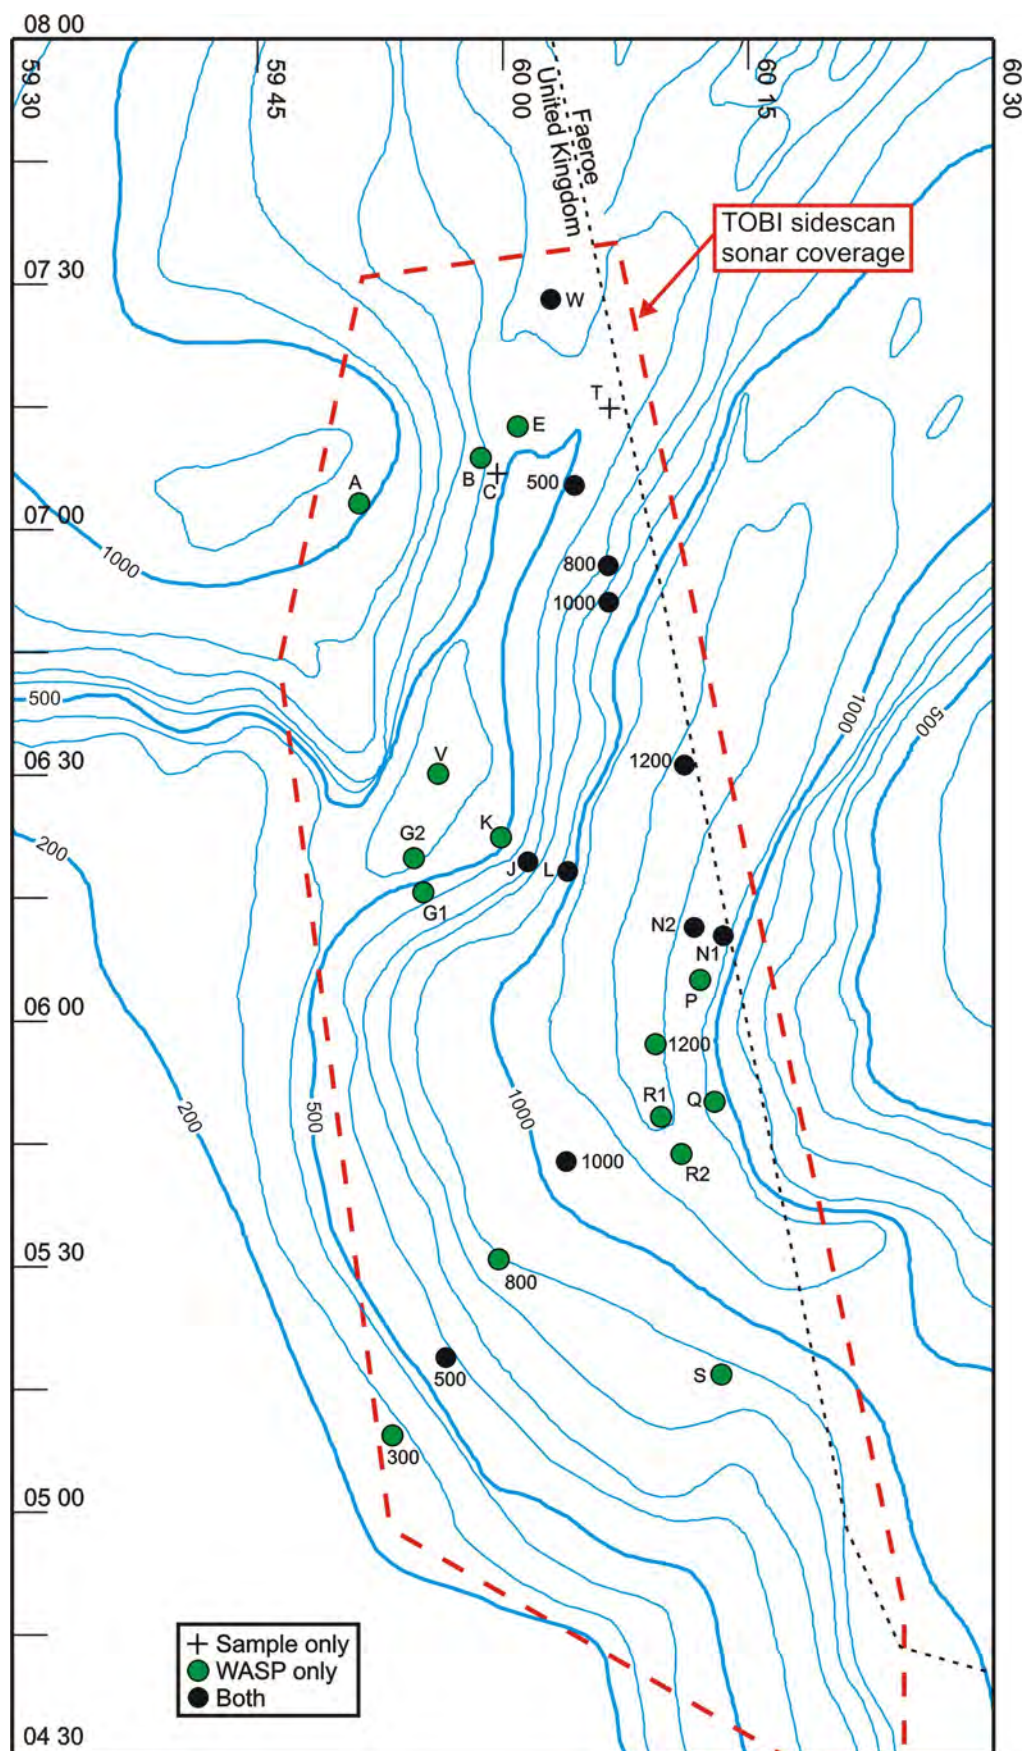 08 00
59 30
59 45
60 00
60 15
60 30
Faeroe
United Kingdom
TOBI sidescan
sonar coverage
07 30
W
T
E
B
C
500
A
07 00
1000
800
1000
500
1000
500
06 30
V
1200
200
G2
K
J
L
G1
N2
N1
P
06 00
1200
200
500
1000
R1
Q
R2
1000
05 30
800
500
S
300
05 00
Sample only
WASP only
Both
04 30